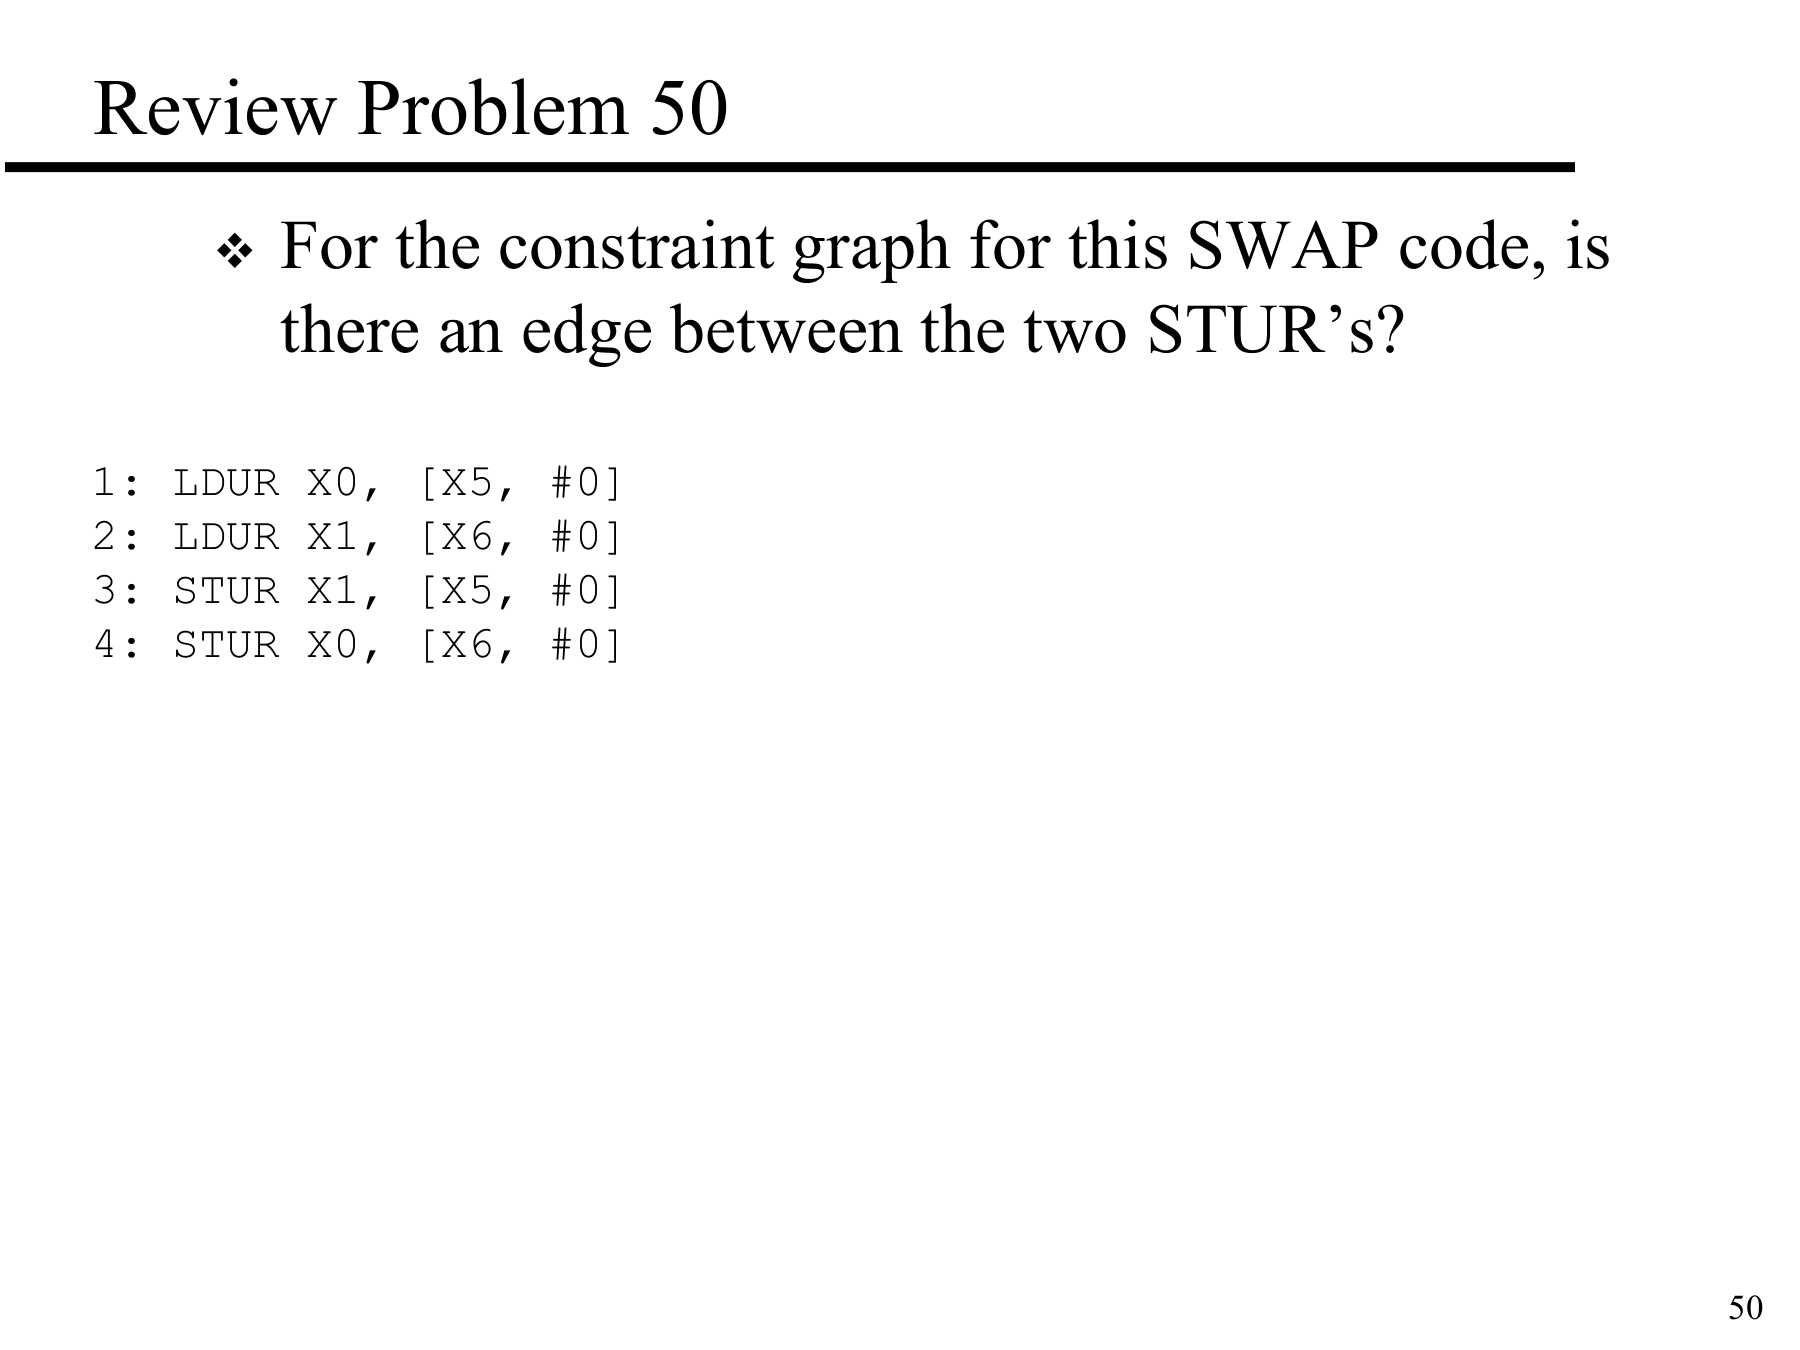 Review Problem 50
❖ For the constraint graph for this SWAP code, is
there an edge between the two STUR’s?
1: LDUR X0, [X5, #0]
2: LDUR X1, [X6, #0]
3: STUR X1, [X5, #0]
4: STUR X0, [X6, #0]
50